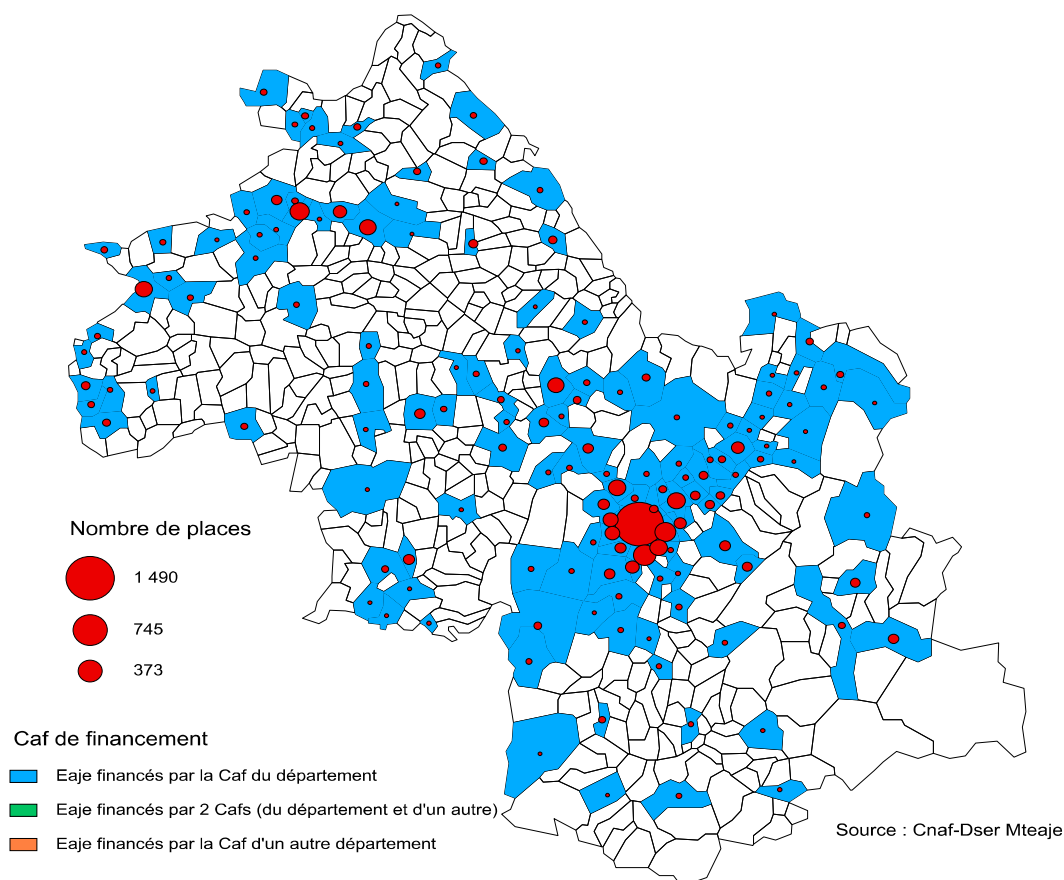 Nombre de places
1 490
745
373
Caf de financement
Eaje financés par la Caf du département
Eaje financés par 2 Cafs (du département et d'un autre)
Eaje financés par la Caf d'un autre département
Source : Cnaf-Dser Mteaje